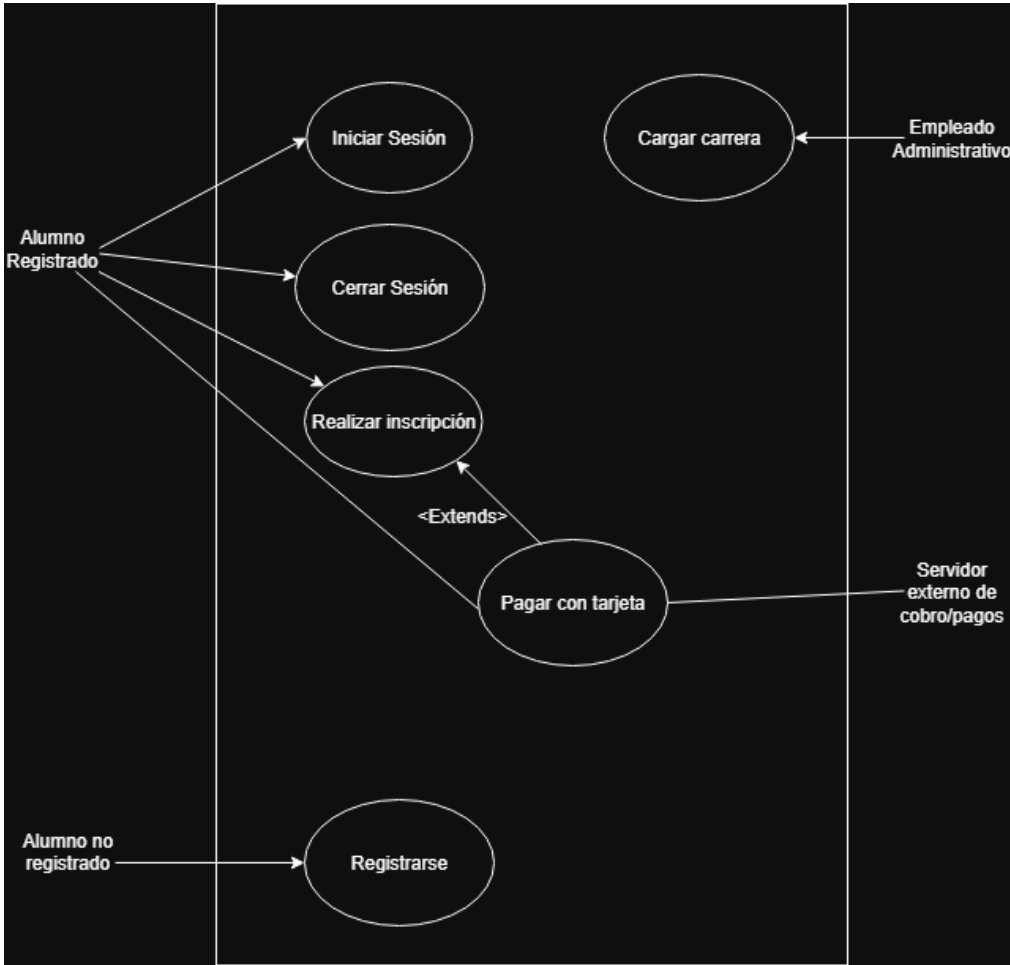 Iniciar Sesión
Cargar carrera
Empleado
Administrativo
Alumno
Registrado
Cerrar Sesión
Realizar inscripción
<Extends>
Pagar con tarjeta
Servidor
externo de
cobro/pagos
Alumno no
registrado
Registrarse